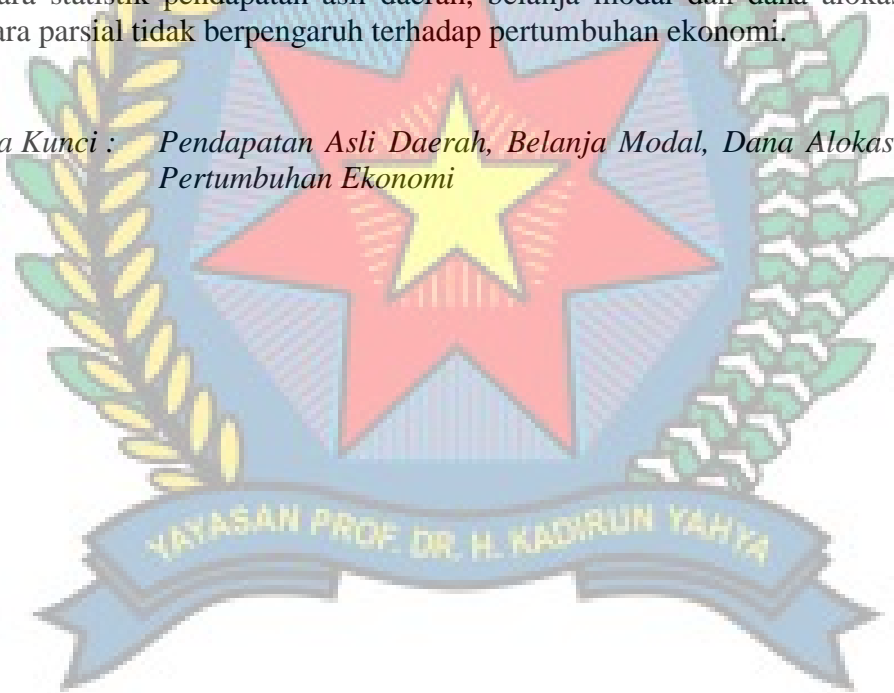 ara statistik pendapatan asli daerah, belanja modal dan dana alokas
ara parsial tidak berpengaruh terhadap pertumbuhan ekonomi.
a Kunci : Pendapatan Asli Daerah, Belanja Modal, Dana Alokas
Pertumbuhan Ekonomi
YAYASAN PROF. DR. H. KADIRUN YAHYA